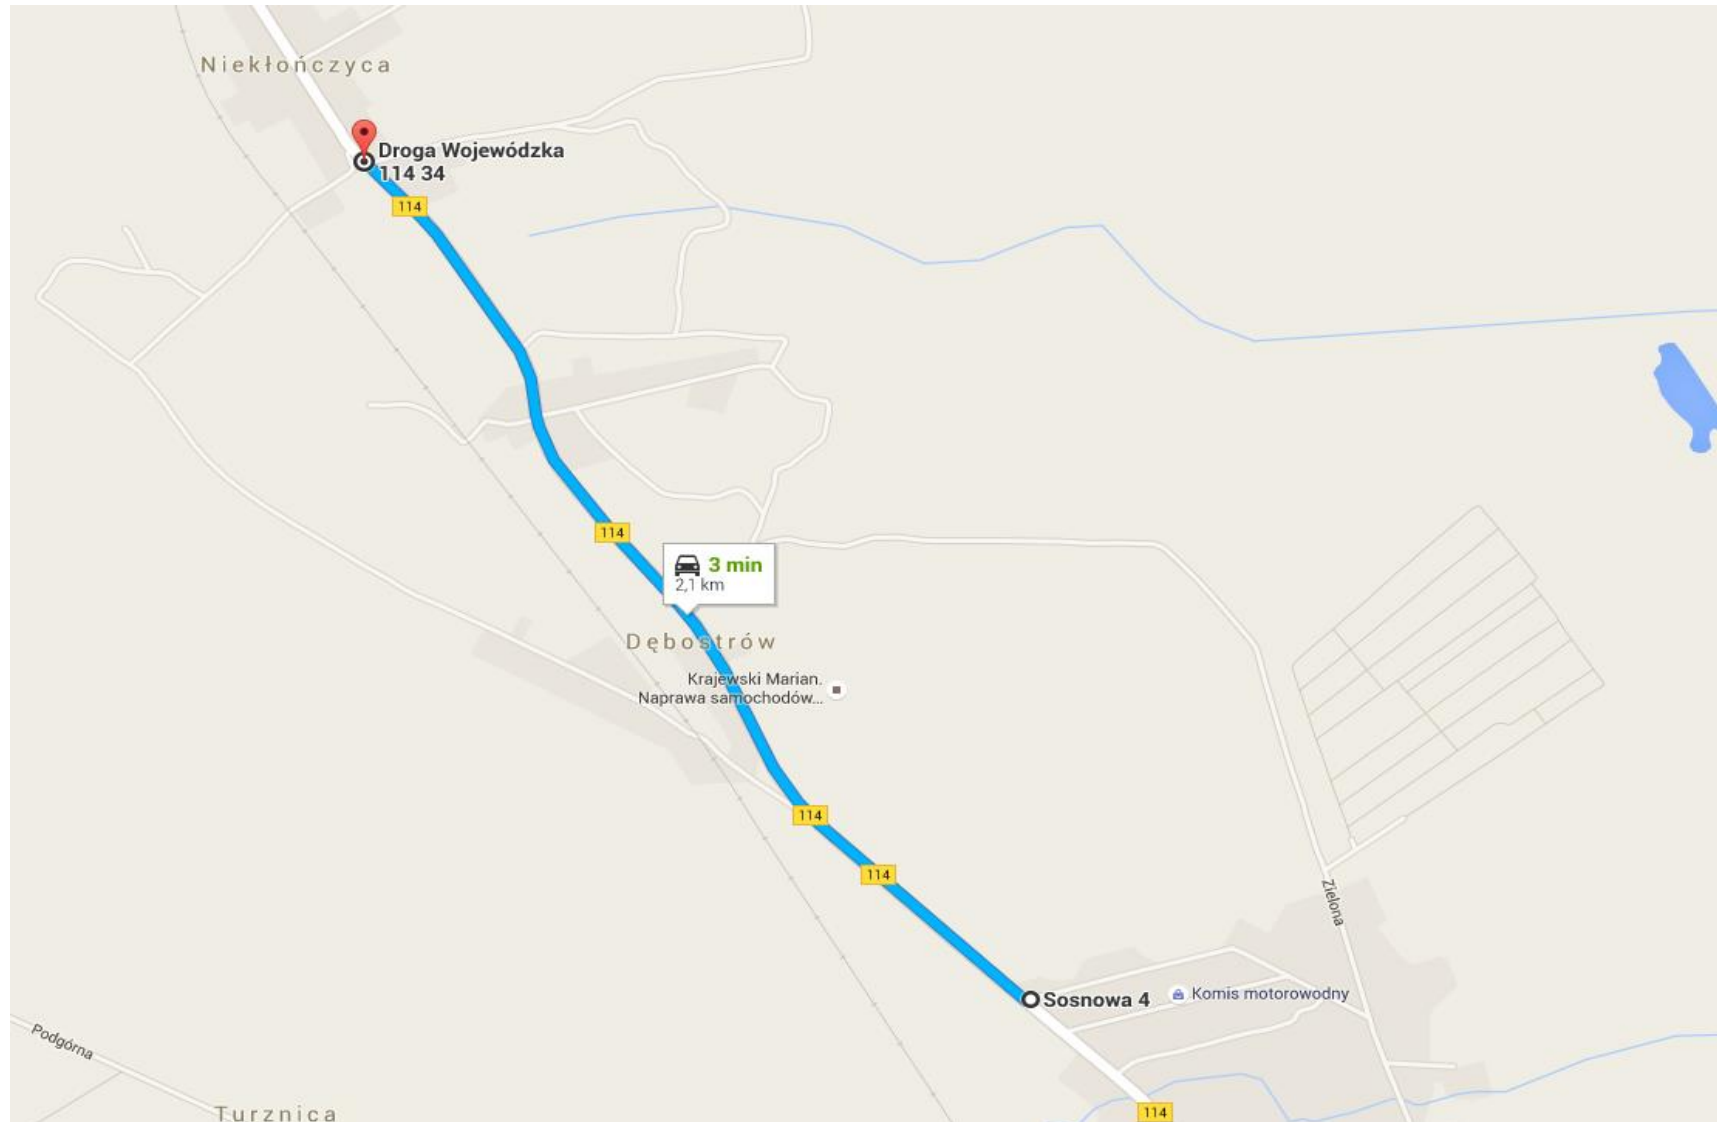 Niekłończyca
Droga Wojewódzka
114 34
114
114
3 min
2,1 km
Dębostrów
Krajewski Marian.
Naprawa samochodów...
114
114
Zielona
Sosnowa 4
Komis motorowodny
Podgórna
Turznica
114